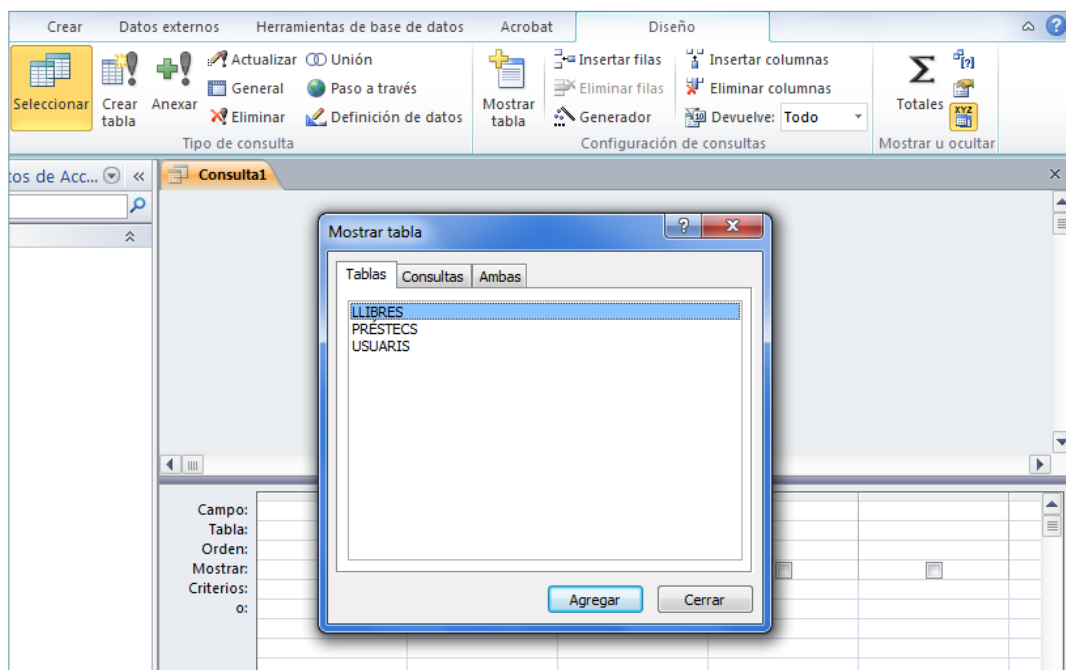 Crear Datos externos Herramientas de base de datos Acrobat Diseño
Seleccionar
Crear tabla
Anexar
Actualizar
General
Eliminar
Unión
Paso a través
Definición de datos
Tipo de consulta
Mostrar tabla
Insertar filas
Eliminar filas
Generador
Insertar columnas
Eliminar columnas
Devuelve: Todo
Configuración de consultas
Totales
XYZ
Mostrar u ocultar
tos de Acc...
Consulta1
Mostrar tabla
Tablas Consultas Ambas
LLIBRES
PRÉSTECS
USUARIS
Agregar Cerrar
Campo:
Tabla:
Orden:
Mostrar:
Criterios:
o: